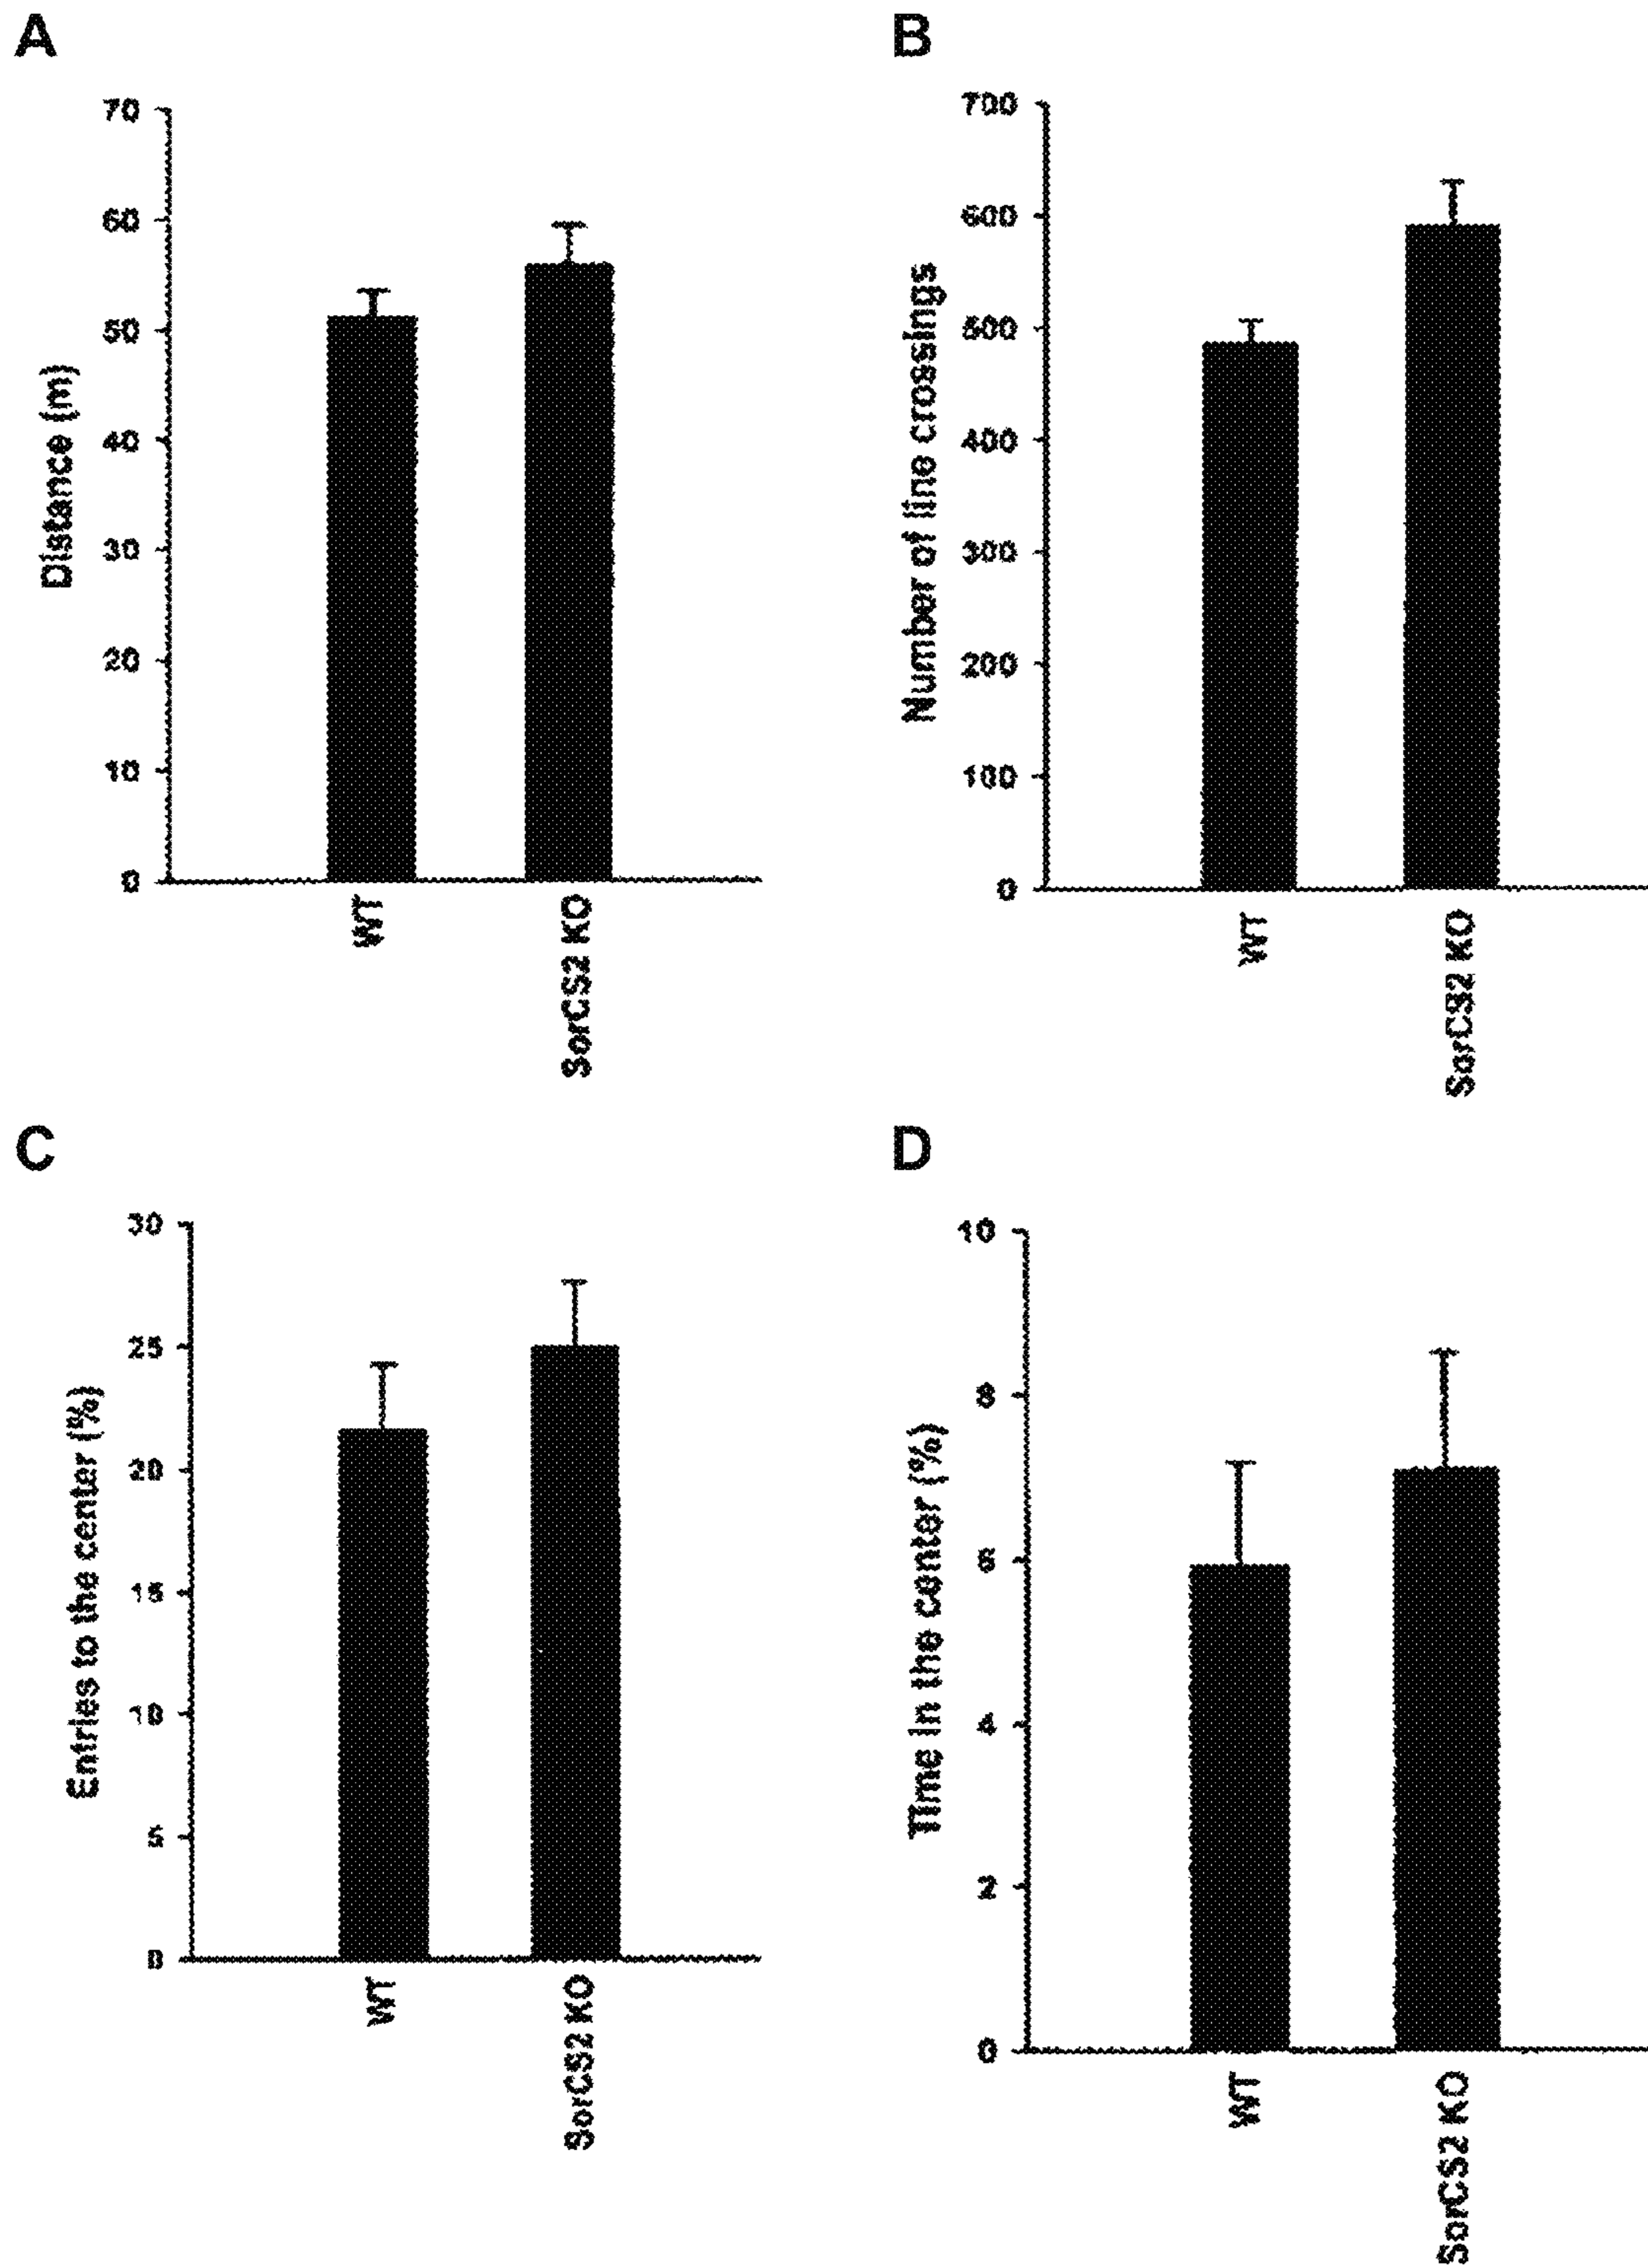 A
70
60
50
40
30
20
10
0
Distance (m)
WT
SorCS2 KO
B
700
600
500
400
300
200
100
0
Number of line crossings
WT
SorCS2 KO
C
30
25
20
15
10
5
0
Entries to the center (%)
WT
SorCS2 KO
D
10
8
6
4
2
0
Time in the center (%)
WT
SorCS2 KO